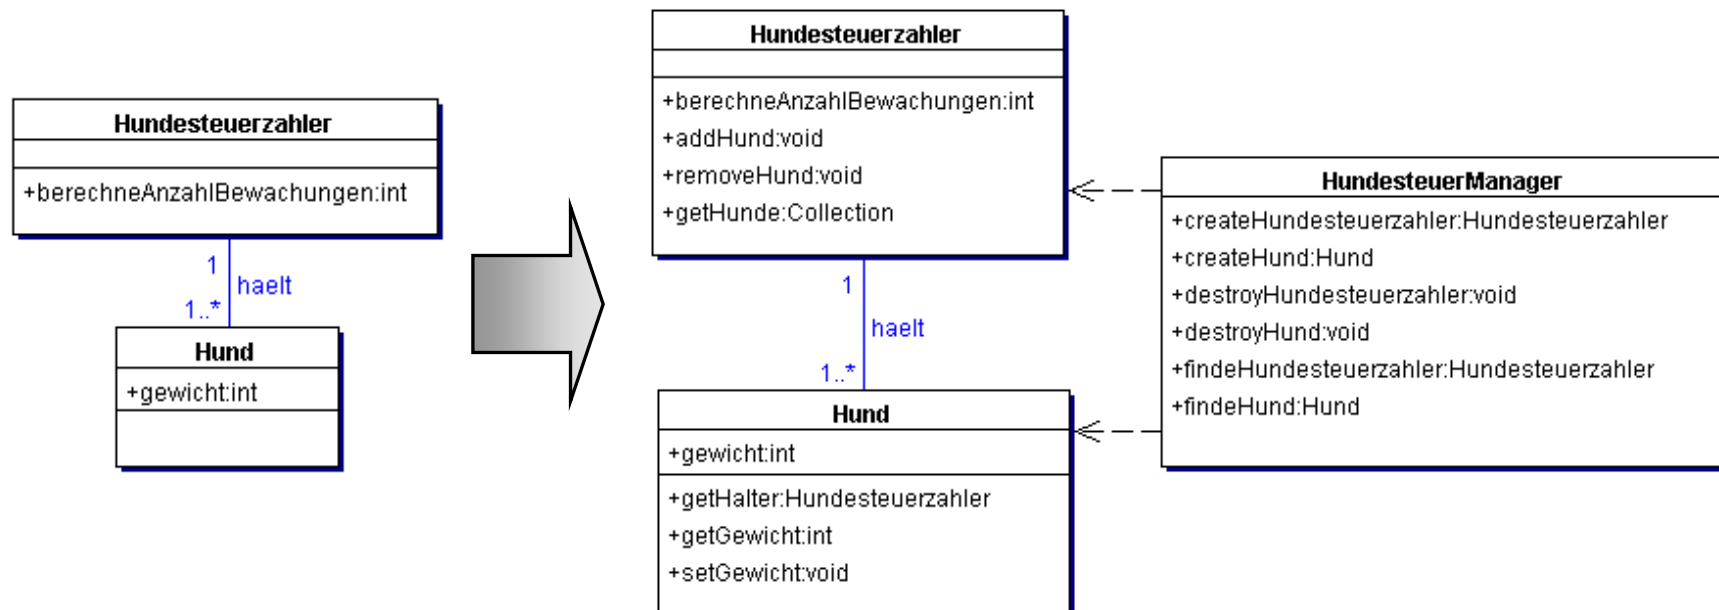 Hundesteuerzahler
+berechneAnzahlBewachungen:int
1
haelt
1..*
Hund
+gewicht:int
Hundesteuerzahler
+berechneAnzahlBewachungen:int
+addHund:void
+removeHund:void
+getHunde:Collection
1
haelt
1..*
Hund
+gewicht:int
+getHalter:Hundesteuerzahler
+getGewicht:int
+setGewicht:void
HundesteuerManager
+createHundesteuerzahler:Hundesteuerzahler
+createHund:Hund
+destroyHundesteuerzahler:void
+destroyHund:void
+findeHundesteuerzahler:Hundesteuerzahler
+findeHund:Hund